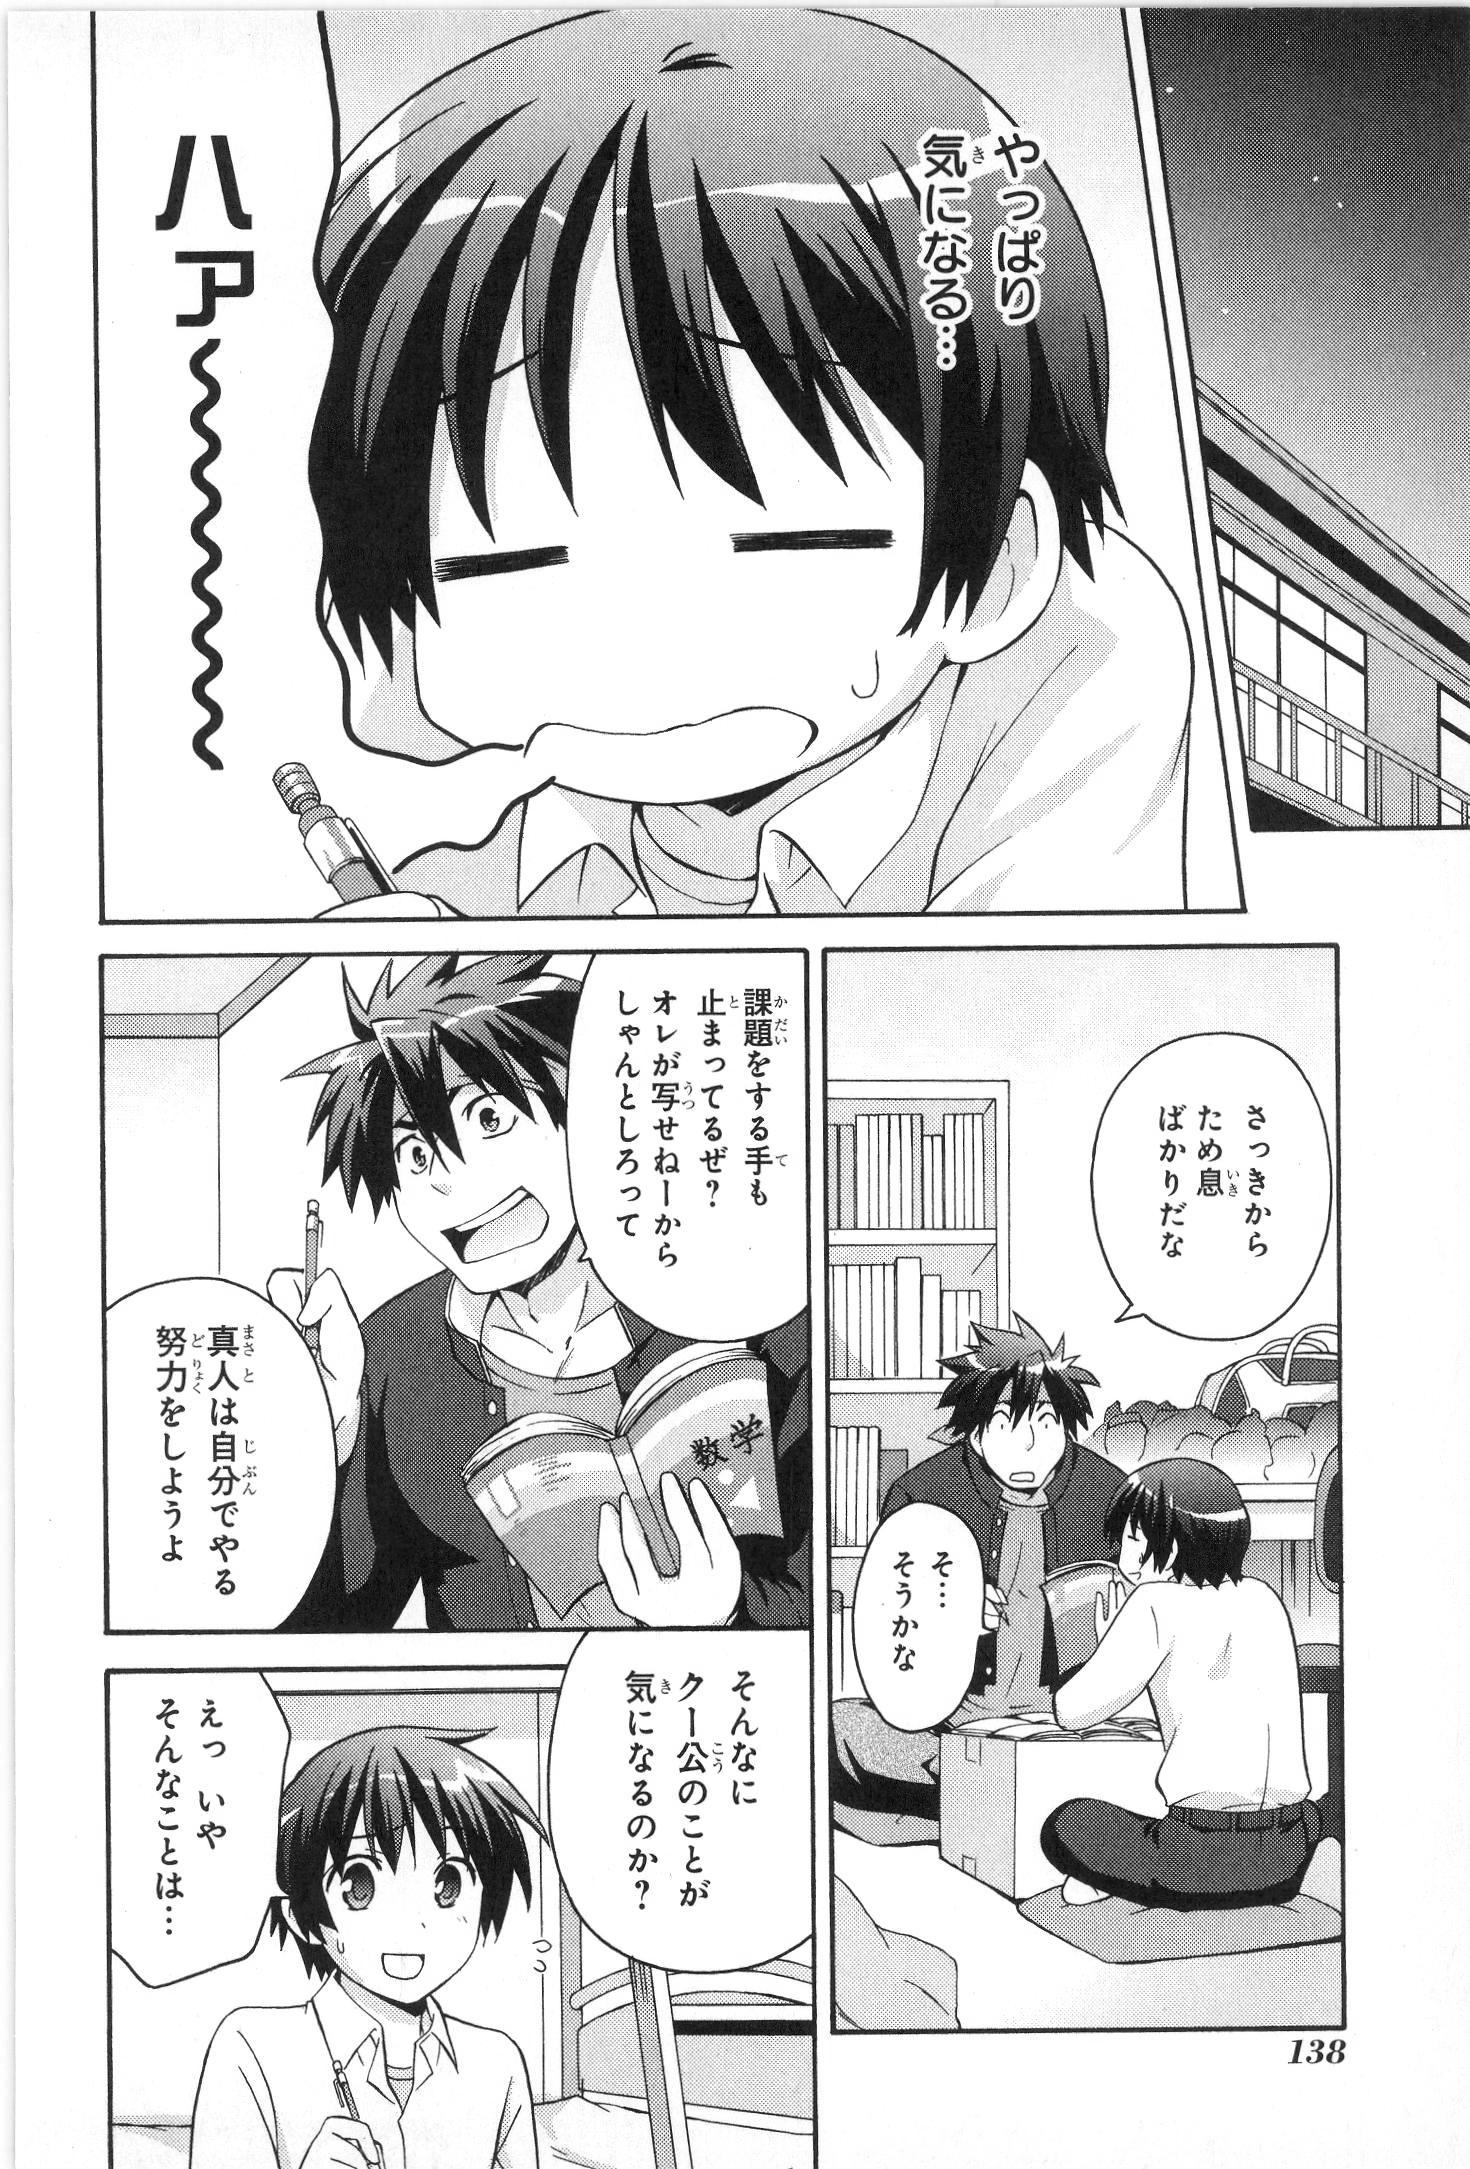 やっぱり
気になる…
ハァ〜〜〜〜〜〜
さっきから
ため息
ばかりだな
そ…
そうかな
課題をする手も
止まってるぜ？
オレが写せねーから
しゃんとしろって
数学
真人は自分でやる
努力をしようよ
そんなに
クー公のことが
気になるのか？
えっ いや
そんなことは…
138